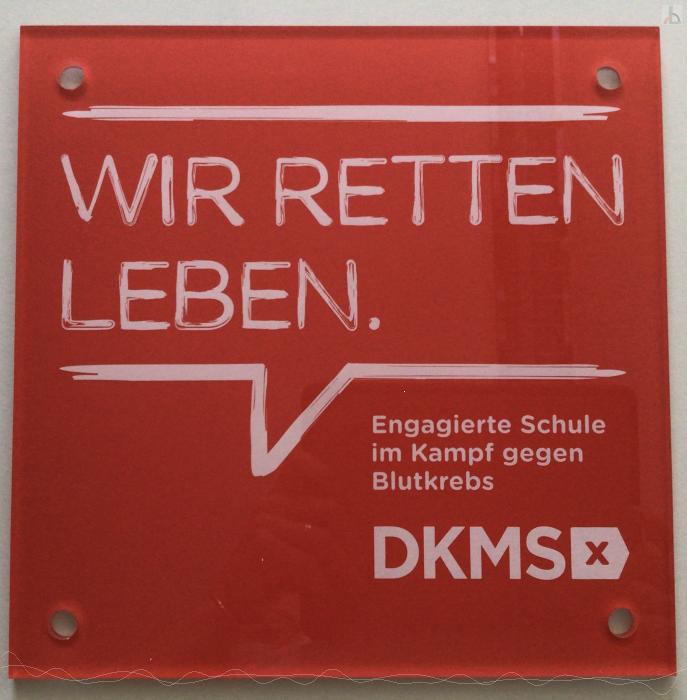 WIR RETTEN
LEBEN.
Engagierte Schule
im Kampf gegen
Blutkrebs
DKMS x